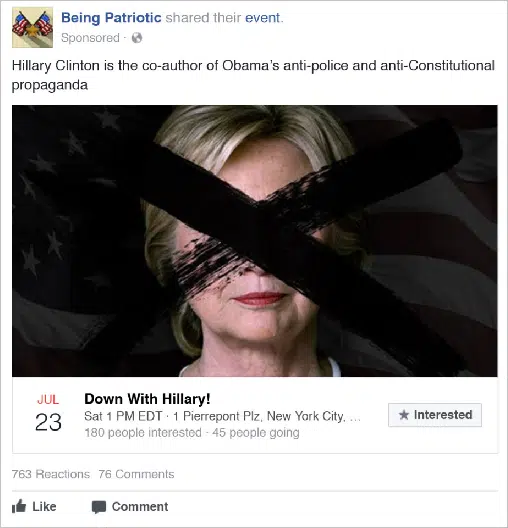 Being Patriotic shared their event.
Sponsored ·
Hillary Clinton is the co-author of Obama's anti-police and anti-Constitutional
propaganda
JUL
23
Down With Hillary!
Sat 1 PM EDT · 1 Pierrepont Plz, New York City, ...
180 people interested · 45 people going
Interested
763 Reactions 76 Comments
Like Comment